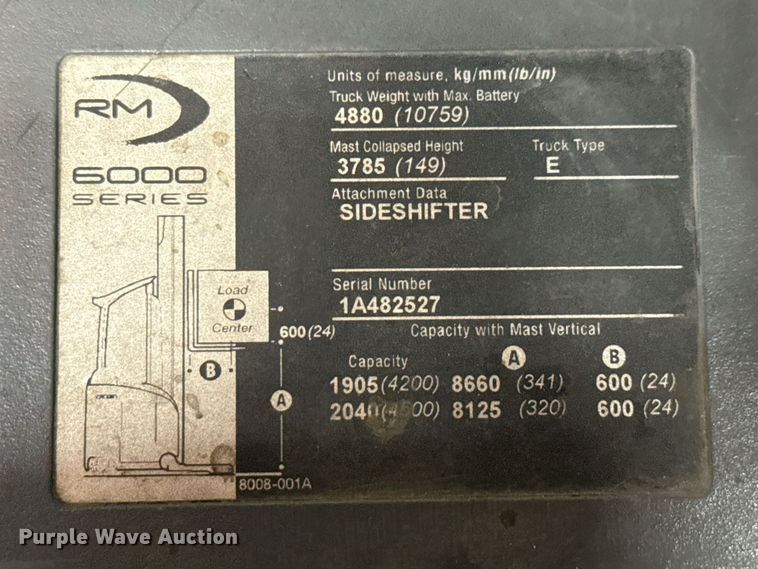 RM
6000
SERIES
Load
Center
600(24)
B
A
8008-001A
Units of measure, kg/mm(lb/in)
Truck Weight with Max. Battery
4880 (10759)
Mast Collapsed Height Truck Type
3785 (149) E
Attachment Data
SIDESHIFTER
Serial Number
1A482527
Capacity with Mast Vertical
Capacity A B
1905(4200) 8660 (341) 600 (24)
2040(4500) 8125 (320) 600 (24)
Purple Wave Auction